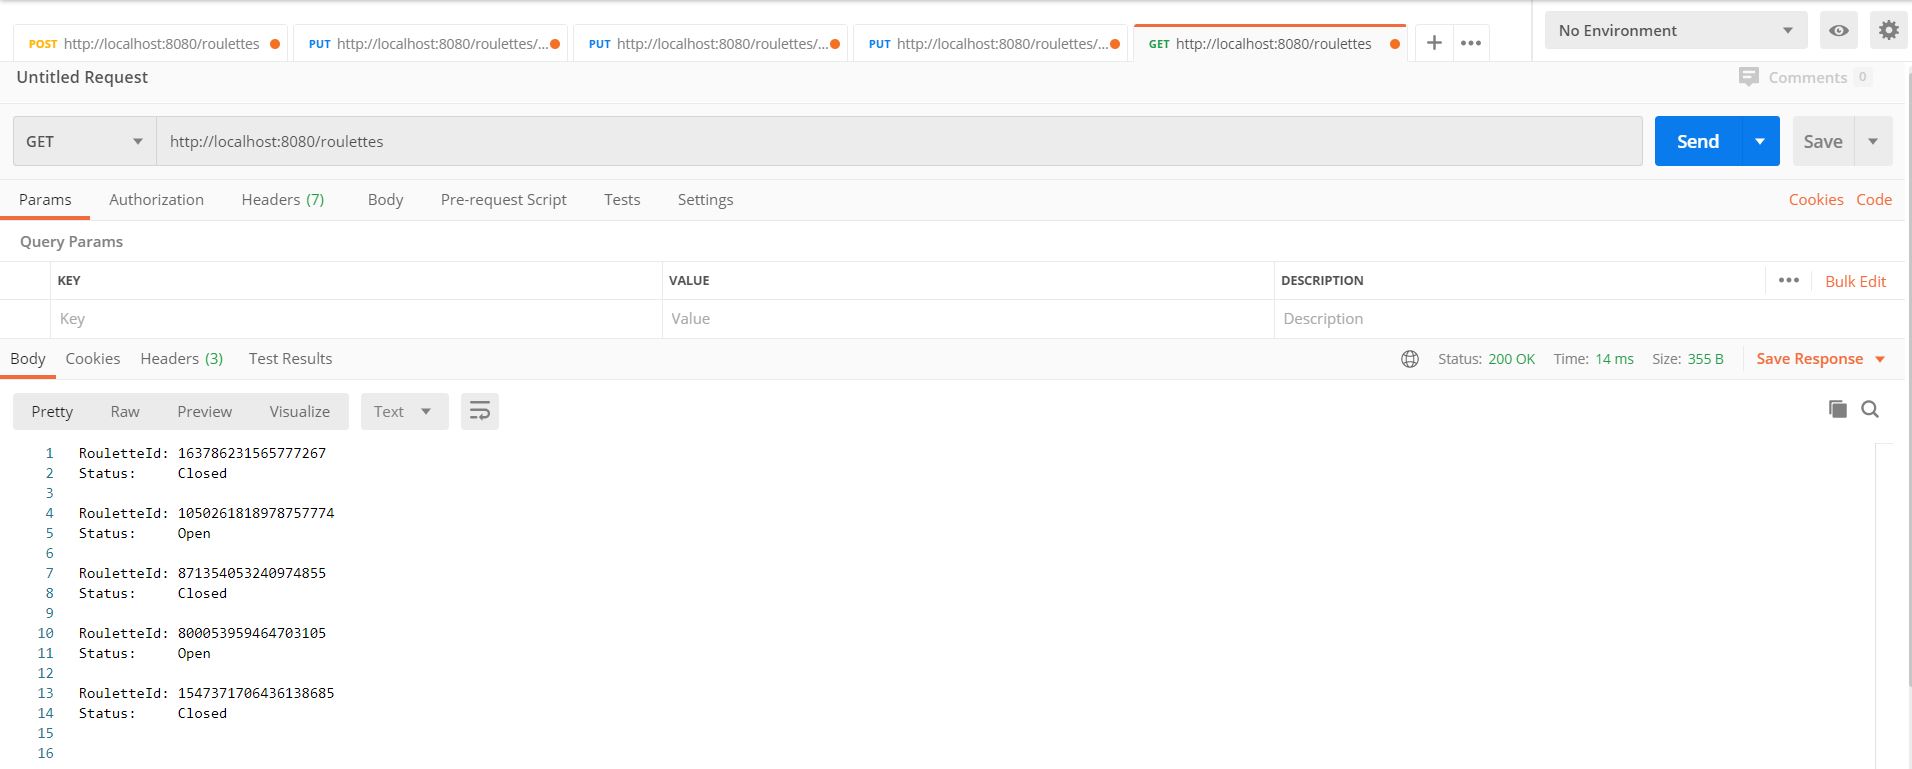 POST http://localhost:8080/roulettes PUT http://localhost:8080/roulettes/... PUT http://localhost:8080/roulettes/... PUT http://localhost:8080/roulettes/... GET http://localhost:8080/roulettes No Environment
Untitled Request Comments 0
GET http://localhost:8080/roulettes Send Save
Params Authorization Headers (7) Body Pre-request Script Tests Settings Cookies Code
Query Params
KEY VALUE DESCRIPTION Bulk Edit
Key Value Description
Body Cookies Headers (3) Test Results Status: 200 OK Time: 14 ms Size: 355 B Save Response
Pretty Raw Preview Visualize Text
1 RouletteId: 163786231565777267
2 Status: Closed
3
4 RouletteId: 1050261818978757774
5 Status: Open
6
7 RouletteId: 871354053240974855
8 Status: Closed
9
10 RouletteId: 800053959464703105
11 Status: Open
12
13 RouletteId: 1547371706436138685
14 Status: Closed
15
16